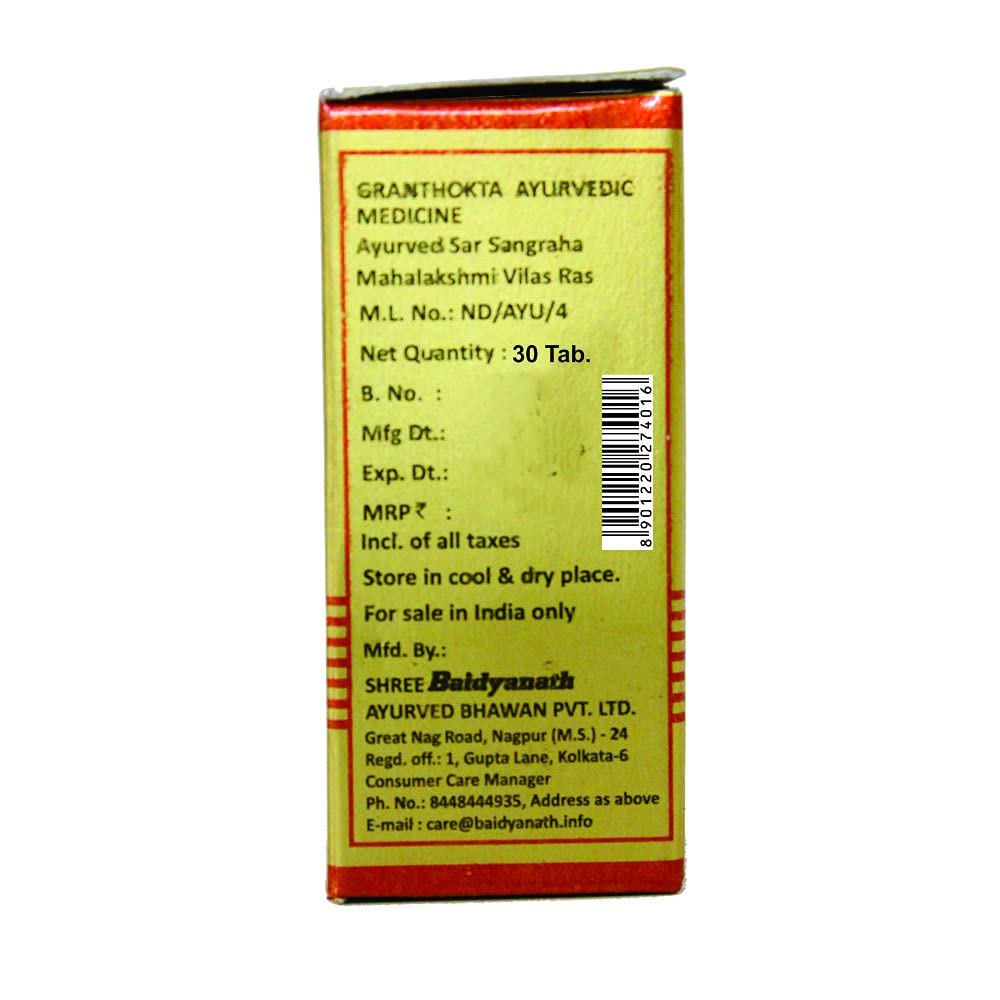 GRANTHOKTA AYURVEDIC
MEDICINE
Ayurved Sar Sangraha
Mahalakshmi Vilas Ras
M.L. No.: ND/AYU/4
Net Quantity : 30 Tab.
B. No. :
Mfg Dt.:
Exp. Dt.:
MRP ₹ :
Incl. of all taxes
Store in cool & dry place.
For sale in India only
Mfd. By.:
SHREE Baidyanath
AYURVED BHAWAN PVT. LTD.
Great Nag Road, Nagpur (M.S.) - 24
Regd. off.: 1, Gupta Lane, Kolkata-6
Consumer Care Manager
Ph. No.: 8448444935, Address as above
E-mail : care@baidyanath.info
8 901220 274016